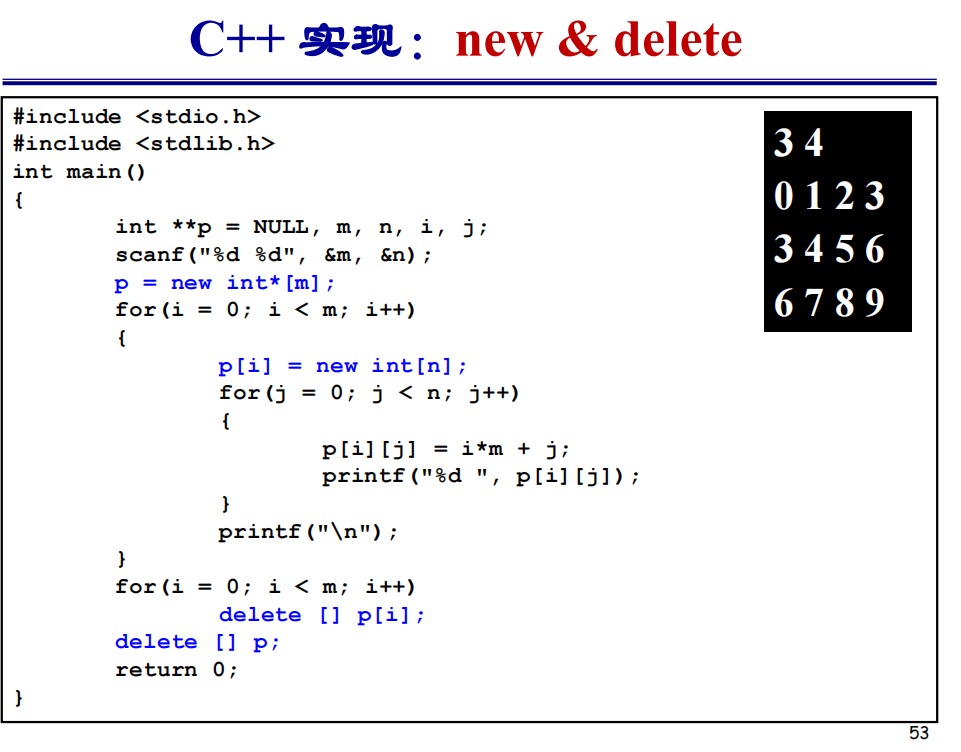 C++ 实现：new & delete
#include <stdio.h>
#include <stdlib.h>
int main()
{
int **p = NULL, m, n, i, j;
scanf("%d %d", &m, &n);
p = new int*[m];
for(i = 0; i < m; i++)
{
p[i] = new int[n];
for(j = 0; j < n; j++)
{
p[i][j] = i*m + j;
printf("%d ", p[i][j]);
}
printf("\n");
}
for(i = 0; i < m; i++)
delete [] p[i];
delete [] p;
return 0;
}
3 4
0 1 2 3
3 4 5 6
6 7 8 9
53